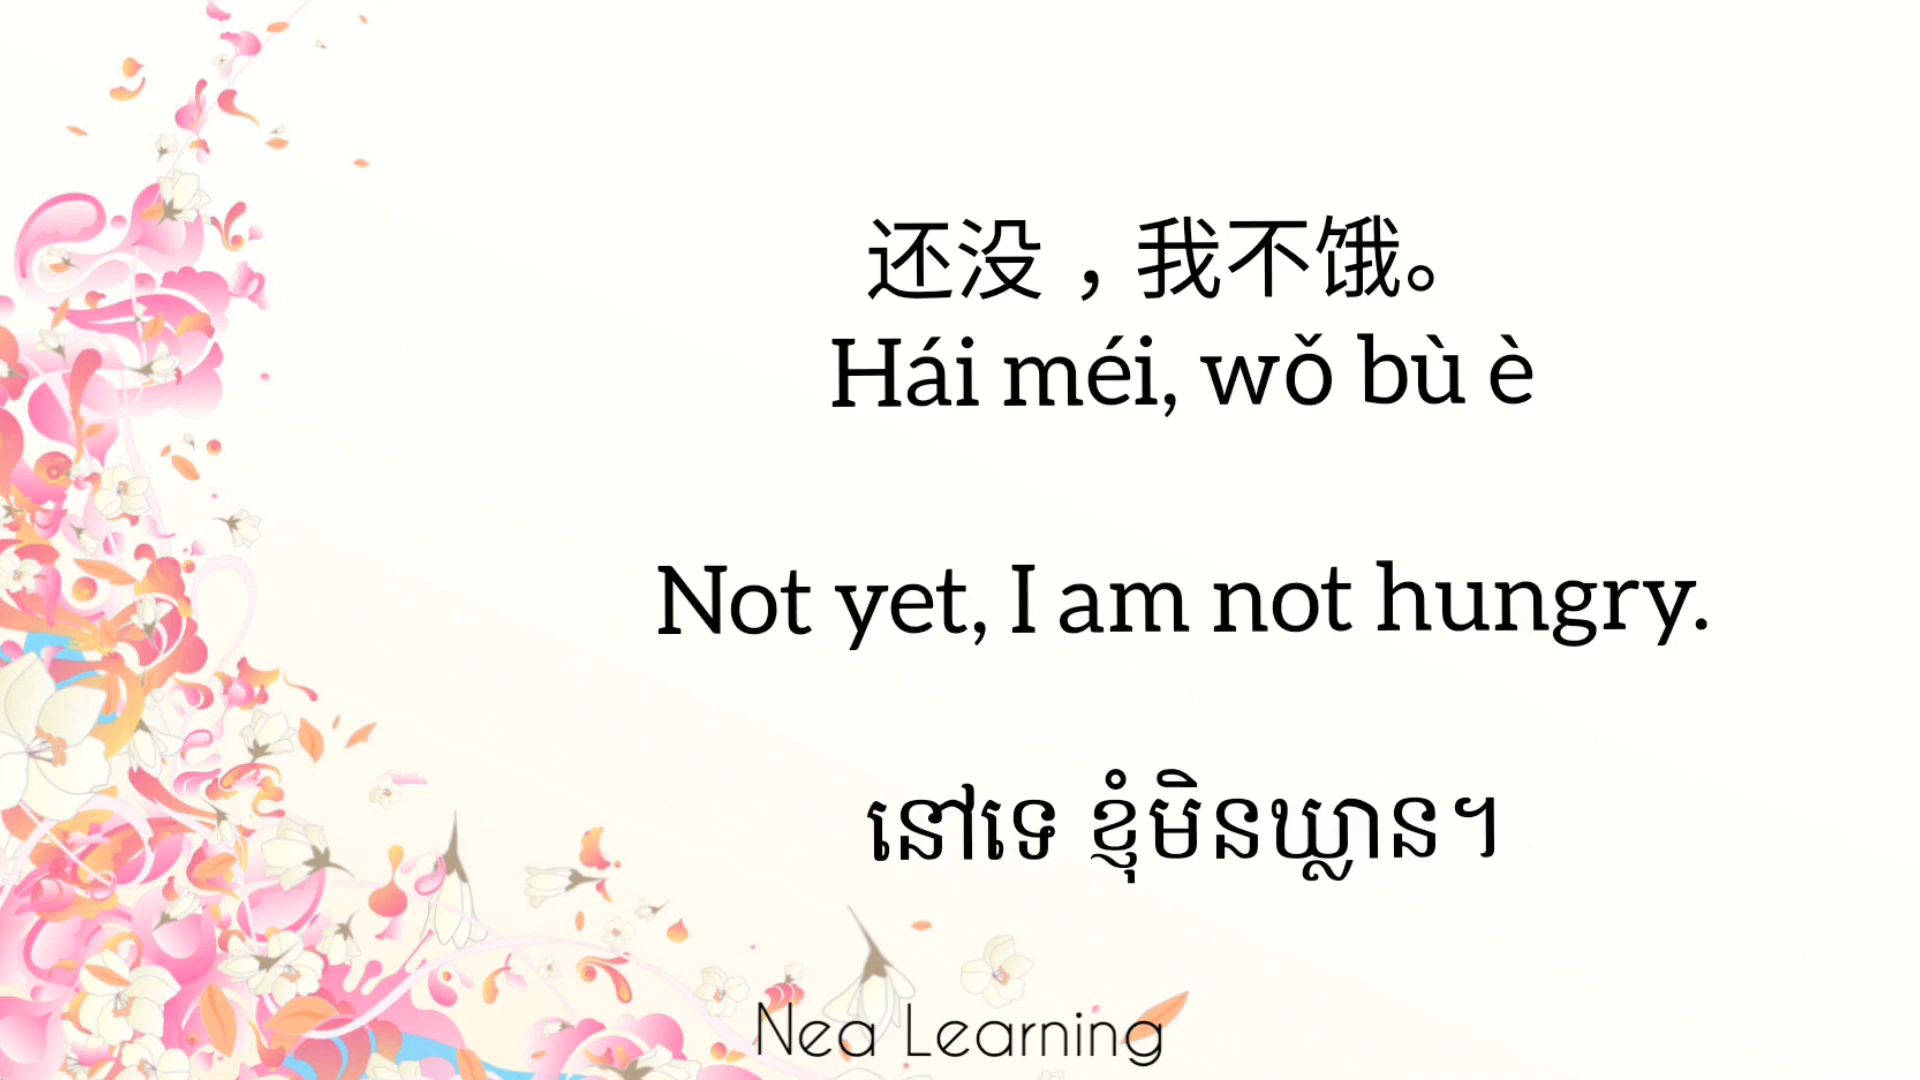 还没，我不饿。
Hái méi, wǒ bù è
Not yet, I am not hungry.
នៅទេ ខ្ញុំមិនឃ្លាន។
Nea Learning